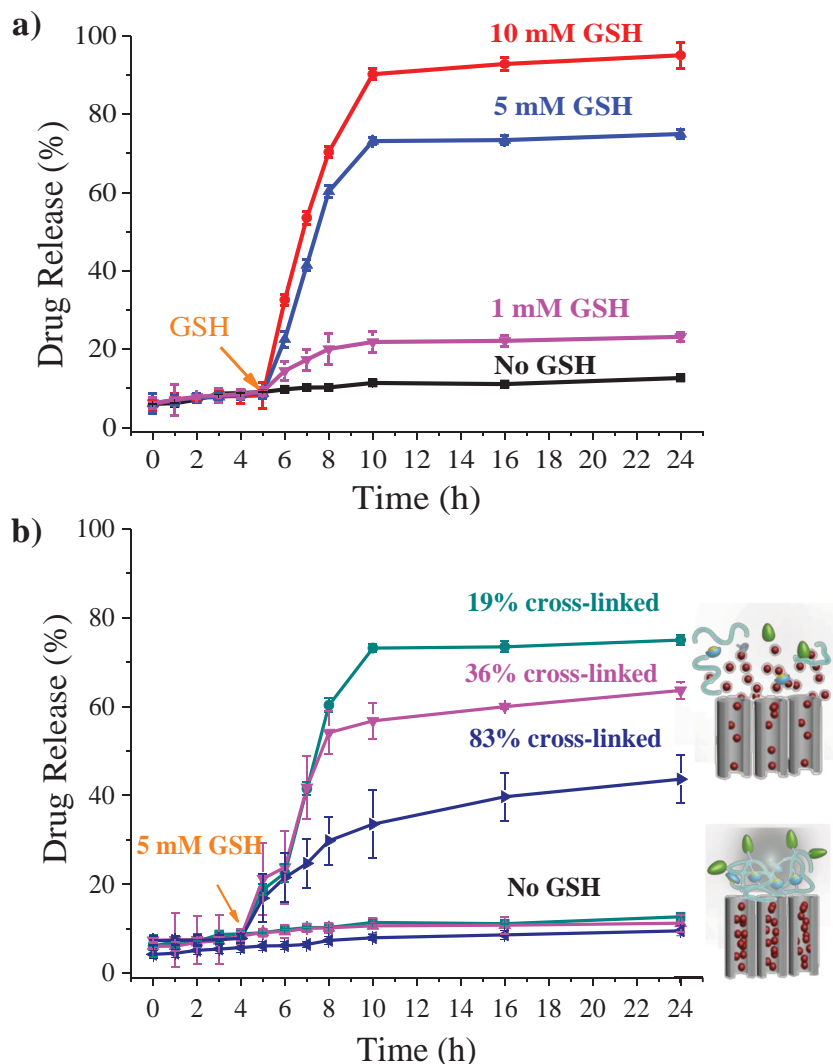 a)
100
80
60
40
20
0
Drug Release (%)
10 mM GSH
5 mM GSH
GSH
1 mM GSH
No GSH
0 2 4 6 8 10 12 14 16 18 20 22 24
Time (h)
b)
100
80
60
40
20
0
Drug Release (%)
19% cross-linked
36% cross-linked
83% cross-linked
5 mM GSH
No GSH
0 2 4 6 8 10 12 14 16 18 20 22 24
Time (h)